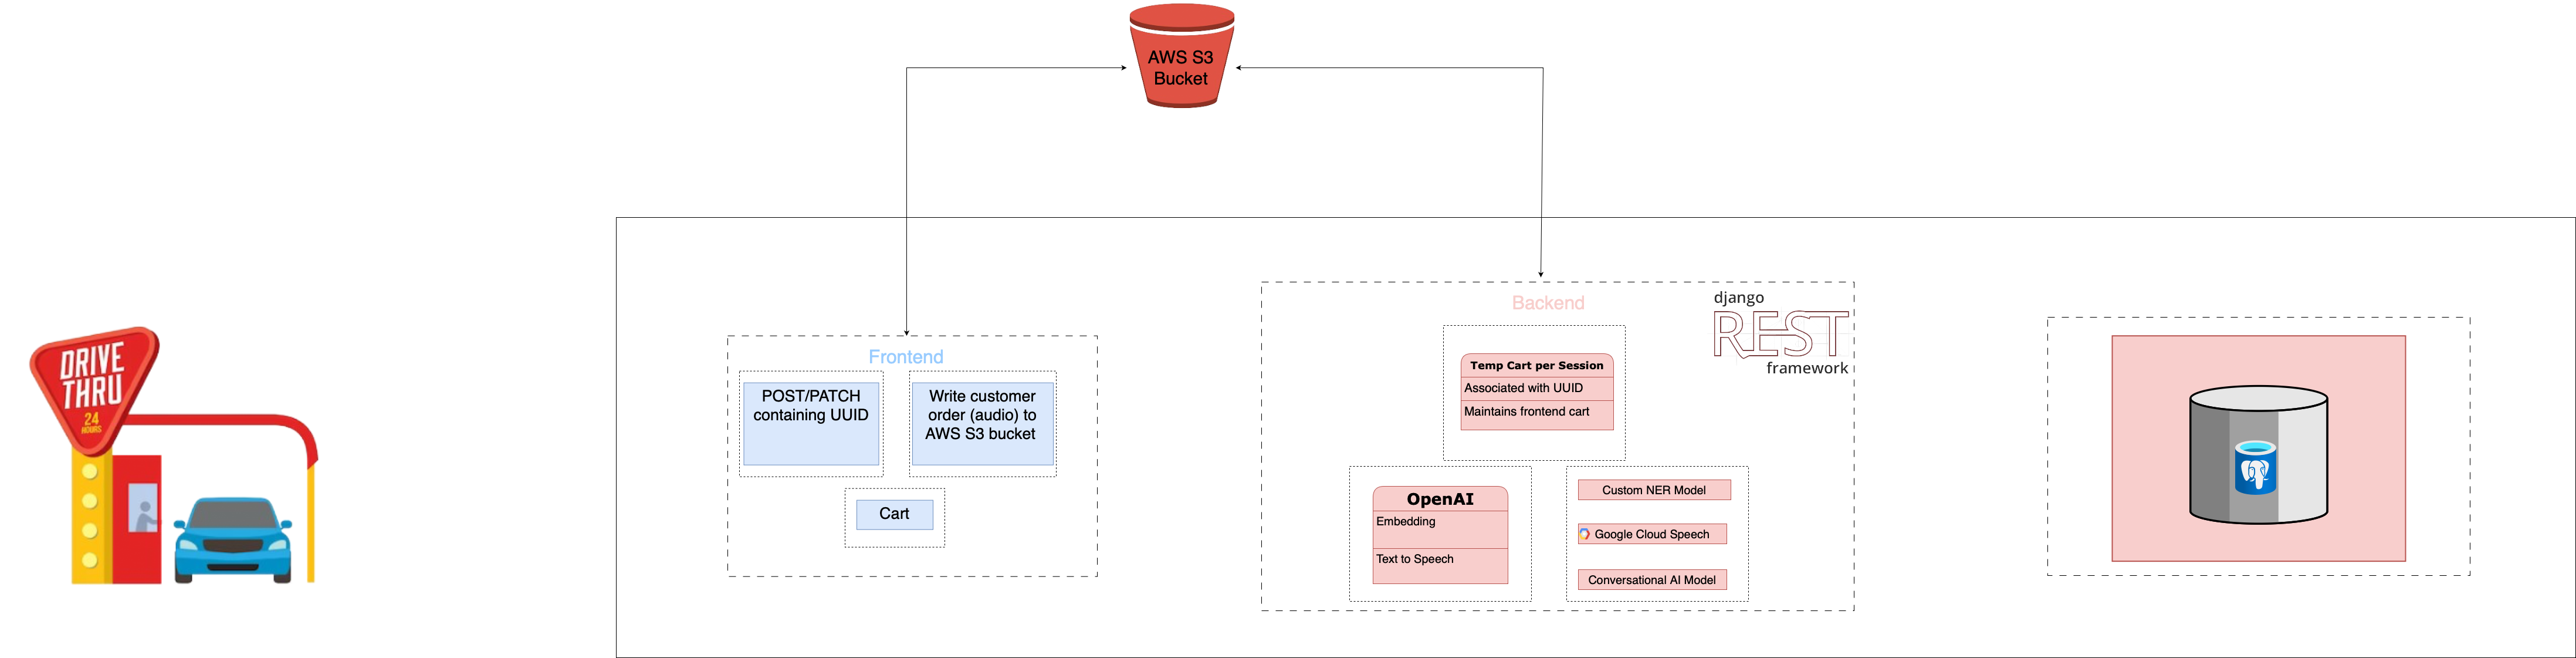 AWS S3
Bucket
DRIVE
THRU
24
HOURS
Frontend
POST/PATCH
containing UUID
Write customer
order (audio) to
AWS S3 bucket
Cart
Backend
django
REST
framework
Temp Cart per Session
Associated with UUID
Maintains frontend cart
OpenAI
Embedding
Text to Speech
Custom NER Model
Google Cloud Speech
Conversational AI Model